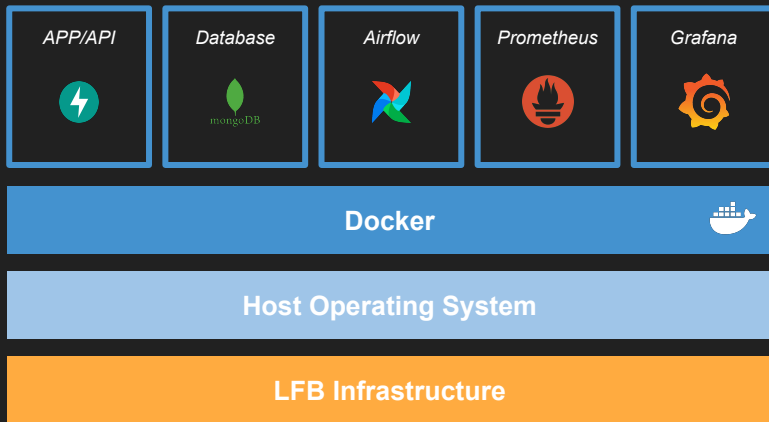 APP/API
Database
Airflow
Prometheus
Grafana
mongoDB
Docker
Host Operating System
LFB Infrastructure